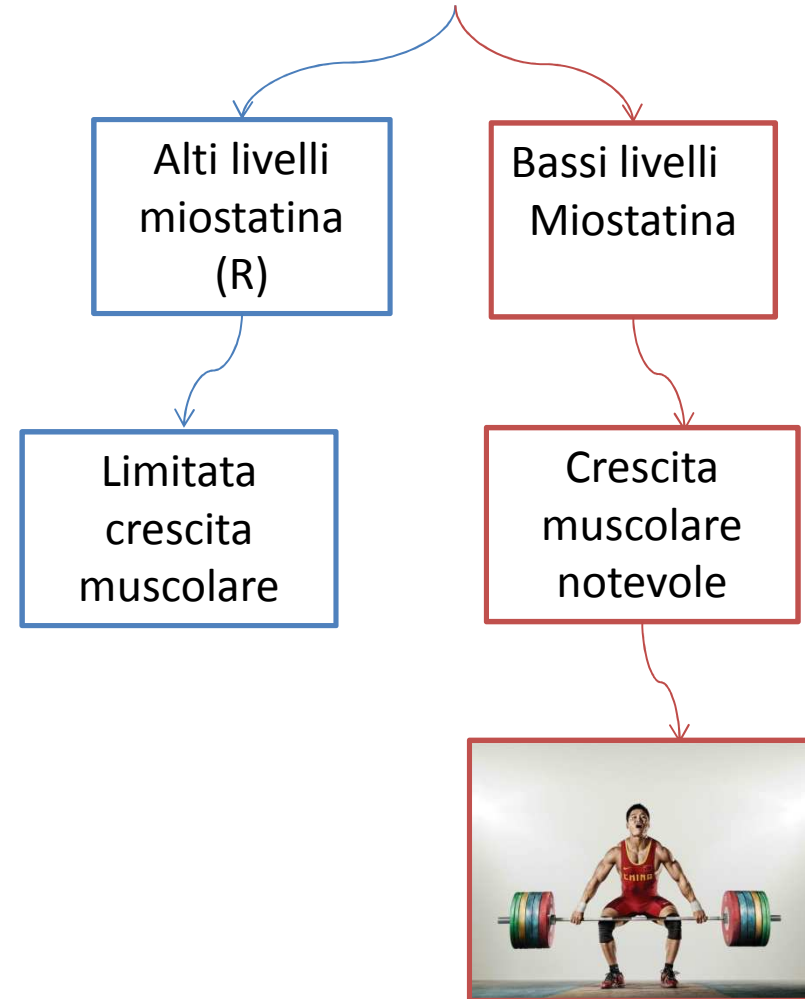 Alti livelli
miostatina
(R)
Bassi livelli
Miostatina
Limitata
crescita
muscolare
Crescita
muscolare
notevole
CHINA